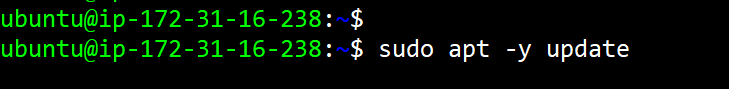 ubuntu@ip-172-31-16-238:~$
ubuntu@ip-172-31-16-238:~$ sudo apt -y update